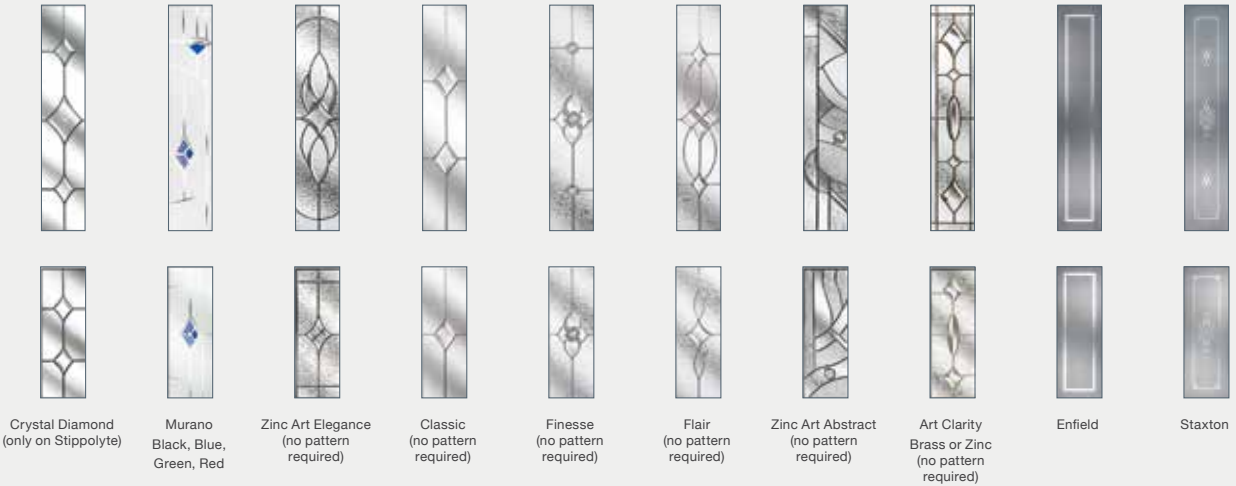 Crystal Diamond
(only on Stippolyte)
Murano
Black, Blue,
Green, Red
Zinc Art Elegance
(no pattern
required)
Classic
(no pattern
required)
Finesse
(no pattern
required)
Flair
(no pattern
required)
Zinc Art Abstract
(no pattern
required)
Art Clarity
Brass or Zinc
(no pattern
required)
Enfield
Staxton